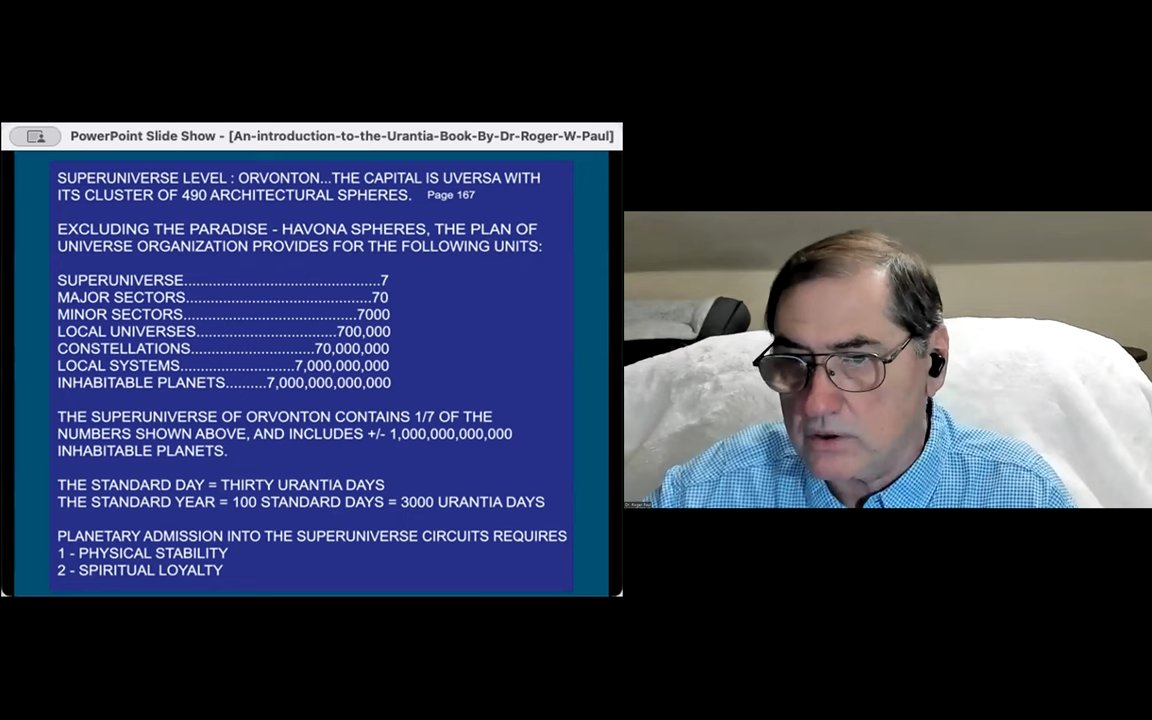 PowerPoint Slide Show - [An-introduction-to-the-Urantia-Book-By-Dr-Roger-W-Paul]
SUPERUNIVERSE LEVEL : ORVONTON...THE CAPITAL IS UVERSA WITH
ITS CLUSTER OF 490 ARCHITECTURAL SPHERES. Page 167
EXCLUDING THE PARADISE - HAVONA SPHERES, THE PLAN OF
UNIVERSE ORGANIZATION PROVIDES FOR THE FOLLOWING UNITS:
SUPERUNIVERSE................................................7
MAJOR SECTORS.............................................70
MINOR SECTORS..........................................7000
LOCAL UNIVERSES..................................700,000
CONSTELLATIONS..............................70,000,000
LOCAL SYSTEMS............................7,000,000,000
INHABITABLE PLANETS..........7,000,000,000,000
THE SUPERUNIVERSE OF ORVONTON CONTAINS 1/7 OF THE
NUMBERS SHOWN ABOVE, AND INCLUDES +/- 1,000,000,000,000
INHABITABLE PLANETS.
THE STANDARD DAY = THIRTY URANTIA DAYS
THE STANDARD YEAR = 100 STANDARD DAYS = 3000 URANTIA DAYS
PLANETARY ADMISSION INTO THE SUPERUNIVERSE CIRCUITS REQUIRES
1 - PHYSICAL STABILITY
2 - SPIRITUAL LOYALTY